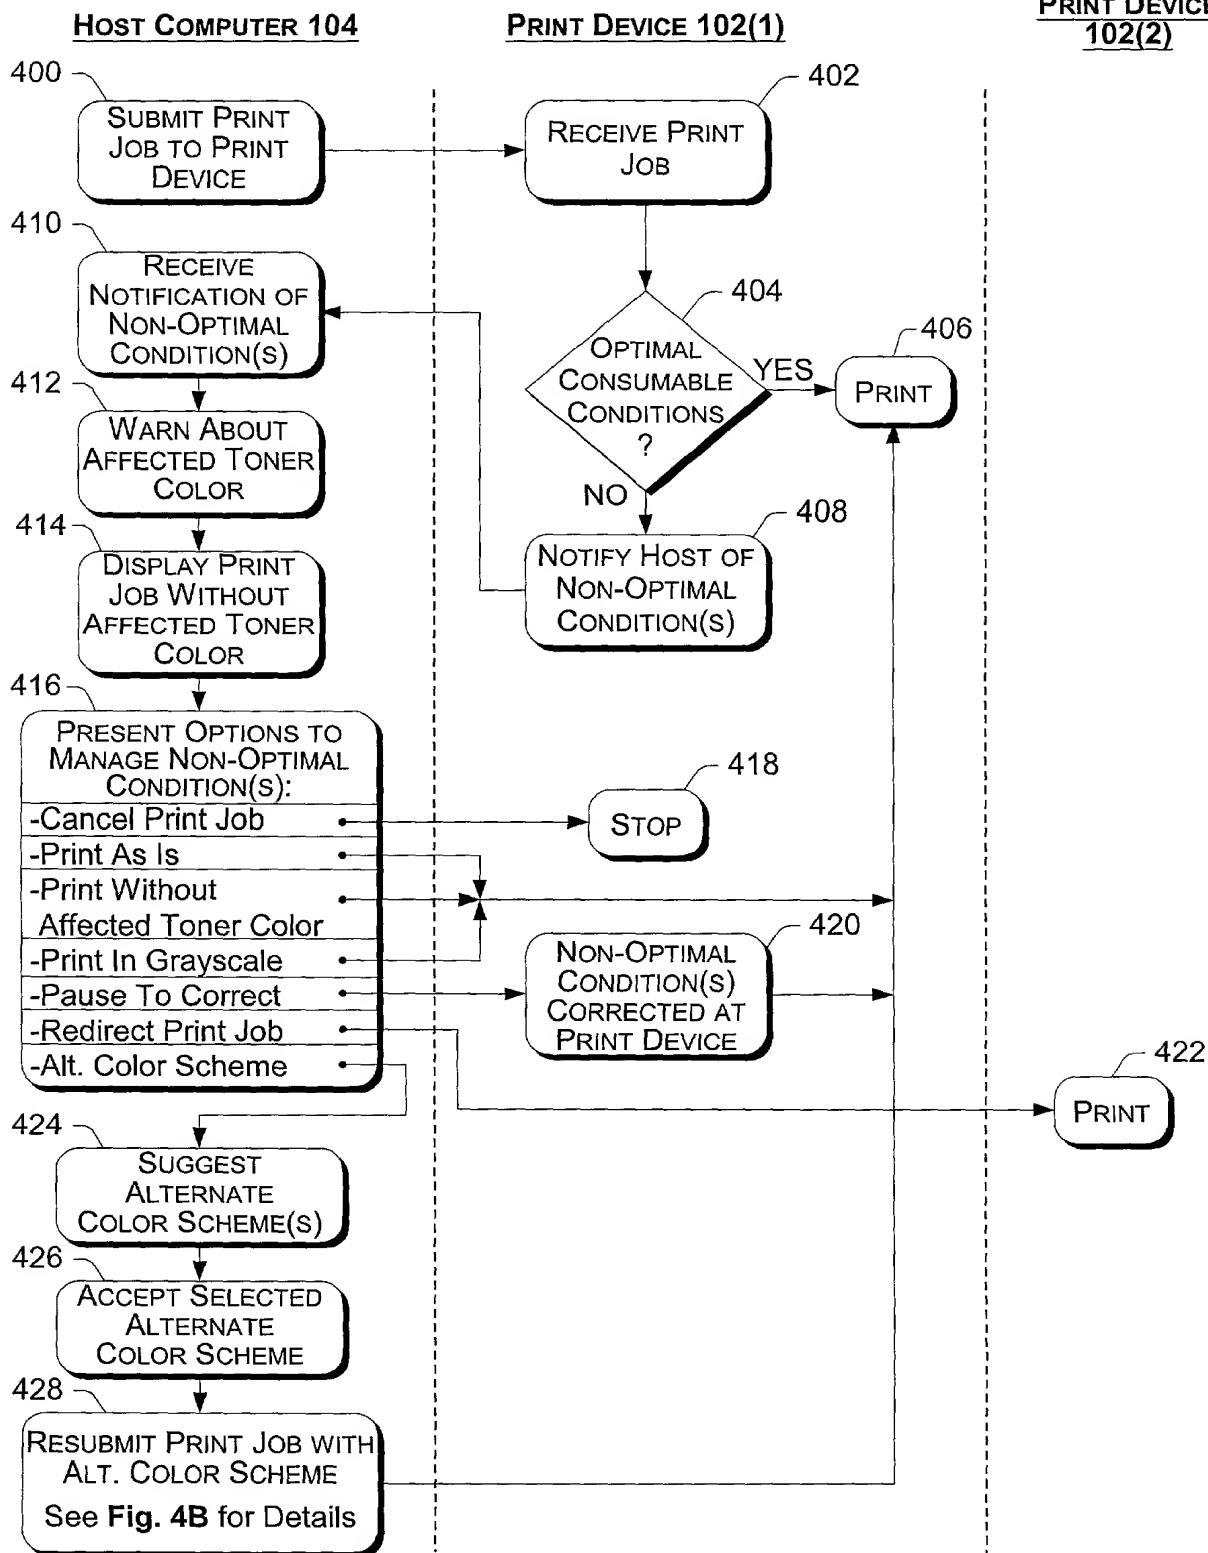 HOST COMPUTER 104
PRINT DEVICE 102(1)
PRINT DEVICE
102(2)
400
SUBMIT PRINT
JOB TO PRINT
DEVICE
402
RECEIVE PRINT
JOB
404
OPTIMAL
CONSUMABLE
CONDITIONS
?
YES
NO
406
PRINT
408
NOTIFY HOST OF
NON-OPTIMAL
CONDITION(S)
410
RECEIVE
NOTIFICATION OF
NON-OPTIMAL
CONDITION(S)
412
WARN ABOUT
AFFECTED TONER
COLOR
414
DISPLAY PRINT
JOB WITHOUT
AFFECTED TONER
COLOR
416
PRESENT OPTIONS TO
MANAGE NON-OPTIMAL
CONDITION(S):
-Cancel Print Job
-Print As Is
-Print Without
Affected Toner Color
-Print In Grayscale
-Pause To Correct
-Redirect Print Job
-Alt. Color Scheme
418
STOP
420
NON-OPTIMAL
CONDITION(S)
CORRECTED AT
PRINT DEVICE
422
PRINT
424
SUGGEST
ALTERNATE
COLOR SCHEME(S)
426
ACCEPT SELECTED
ALTERNATE
COLOR SCHEME
428
RESUBMIT PRINT JOB WITH
ALT. COLOR SCHEME
See Fig. 4B for Details